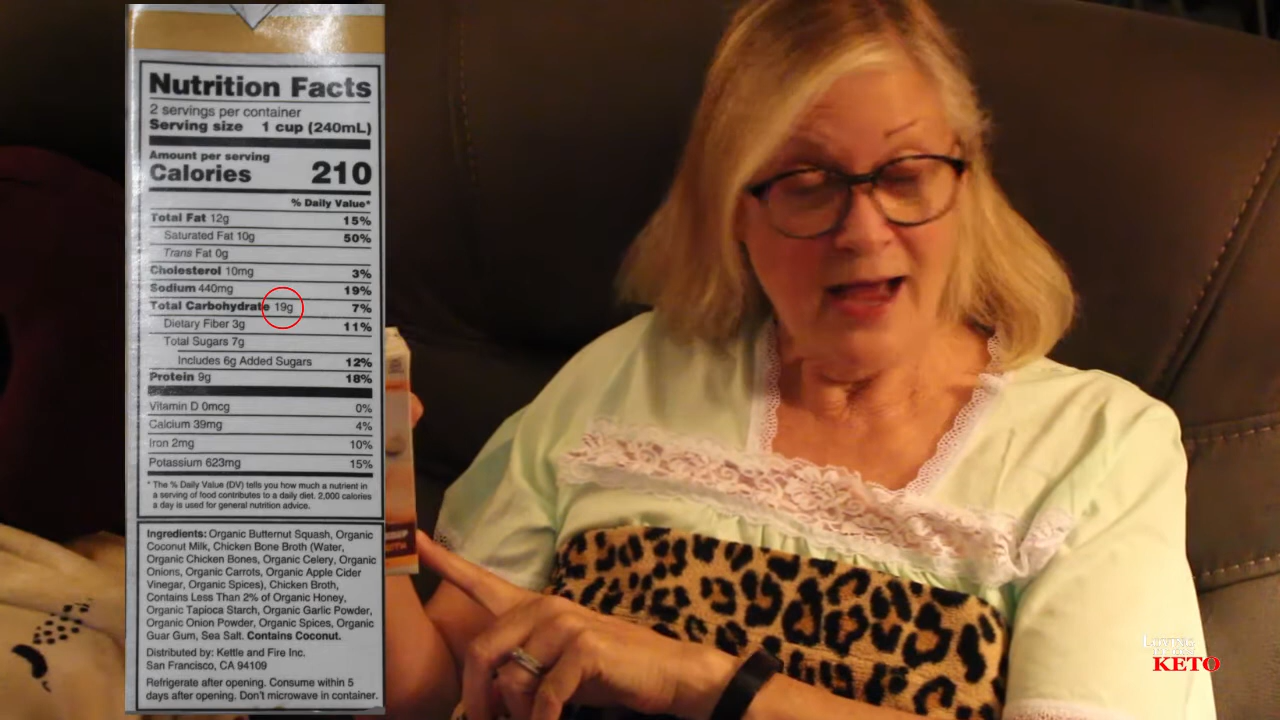 Nutrition Facts
2 servings per container
Serving size 1 cup (240mL)
Amount per serving
Calories 210
% Daily Value*
Total Fat 12g 15%
Saturated Fat 10g 50%
Trans Fat 0g
Cholesterol 10mg 3%
Sodium 440mg 19%
Total Carbohydrate 19g 7%
Dietary Fiber 3g 11%
Total Sugars 7g
Includes 6g Added Sugars 12%
Protein 9g 18%
Vitamin D 0mcg 0%
Calcium 39mg 4%
Iron 2mg 10%
Potassium 623mg 15%
* The % Daily Value (DV) tells you how much a nutrient in
a serving of food contributes to a daily diet. 2,000 calories
a day is used for general nutrition advice.
Ingredients: Organic Butternut Squash, Organic
Coconut Milk, Chicken Bone Broth (Water,
Organic Chicken Bones, Organic Celery, Organic
Onions, Organic Carrots, Organic Apple Cider
Vinegar, Organic Spices), Chicken Broth,
Contains Less Than 2% of Organic Honey,
Organic Tapioca Starch, Organic Garlic Powder,
Organic Onion Powder, Organic Spices, Organic
Guar Gum, Sea Salt. Contains Coconut.
Distributed by: Kettle and Fire Inc.
San Francisco, CA 94109
Refrigerate after opening. Consume within 5
days after opening. Don't microwave in container.
LOVING
KETO